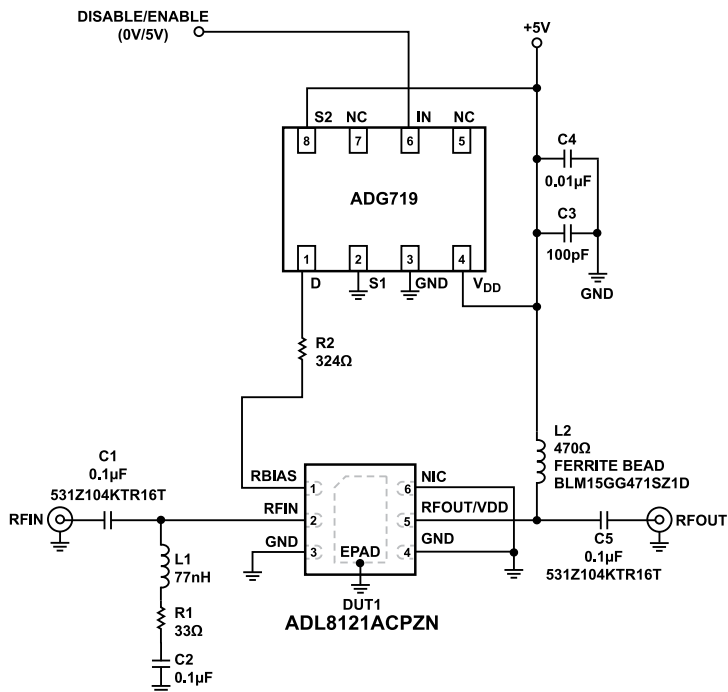 DISABLE/ENABLE
(0V/5V)
+5V
S2
NC
IN
NC
8
7
6
5
C4
0.01µF
ADG719
C3
100pF
1
2
3
4
D
S1
GND
VDD
GND
R2
324Ω
L2
470Ω
FERRITE BEAD
BLM15GG471SZ1D
C1
0.1µF
531Z104KTR16T
RBIAS
1
6
NIC
RFIN
RFIN
2
5
RFOUT/VDD
RFOUT
GND
3
4
GND
EPAD
C5
0.1µF
531Z104KTR16T
L1
77nH
DUT1
ADL8121ACPZN
R1
33Ω
C2
0.1µF